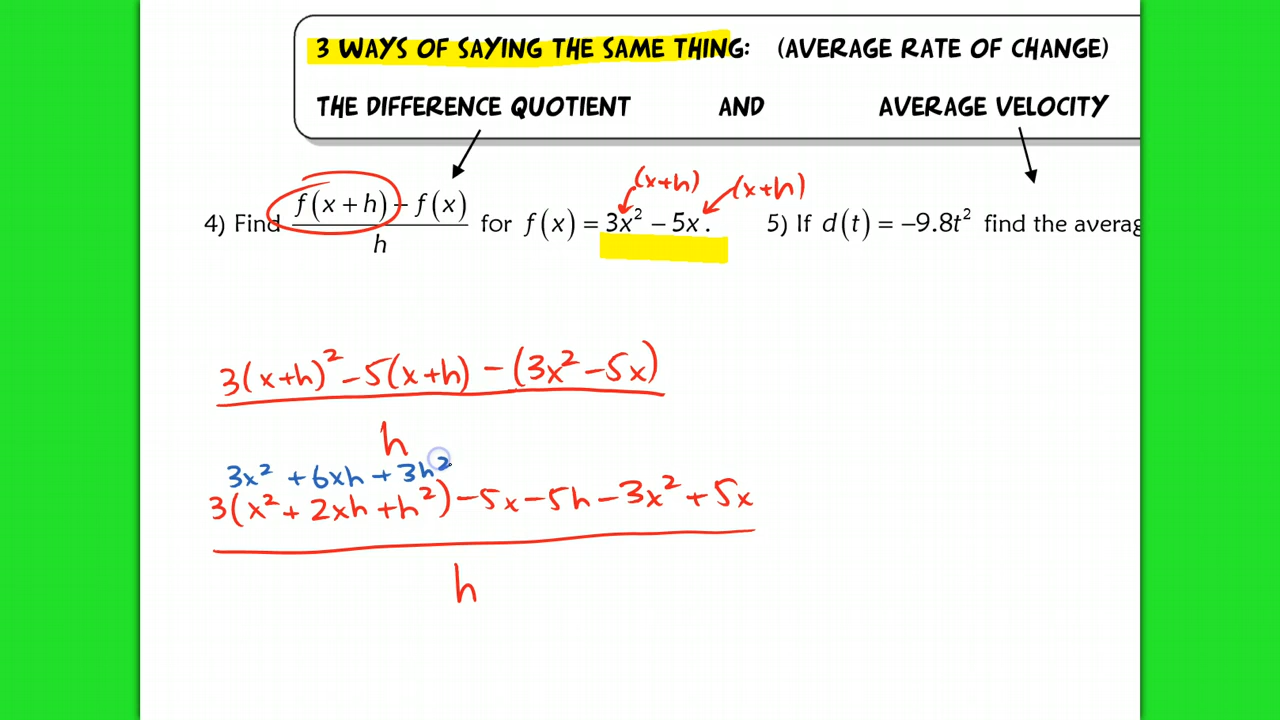 3 WAYS OF SAYING THE SAME THING: (AVERAGE RATE OF CHANGE)
THE DIFFERENCE QUOTIENT AND AVERAGE VELOCITY
(x+h) (x+h)
4) Find f(x+h) − f(x) / h for f(x) = 3x² − 5x.
5) If d(t) = −9.8t² find the averag
3(x+h)² − 5(x+h) − (3x² − 5x)
h
3x² + 6xh + 3h²
3(x² + 2xh + h²) − 5x − 5h − 3x² + 5x
h